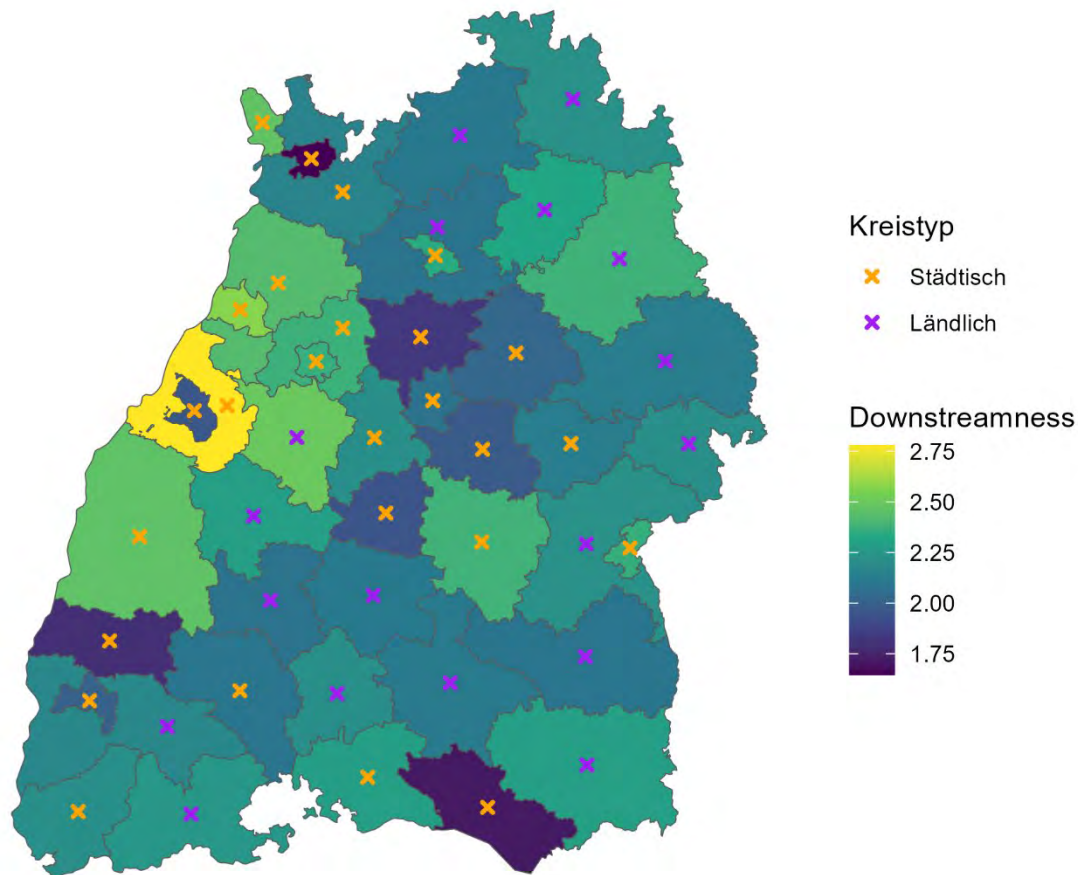 Kreistyp
Städtisch
Ländlich
Downstreamness
2.75
2.50
2.25
2.00
1.75